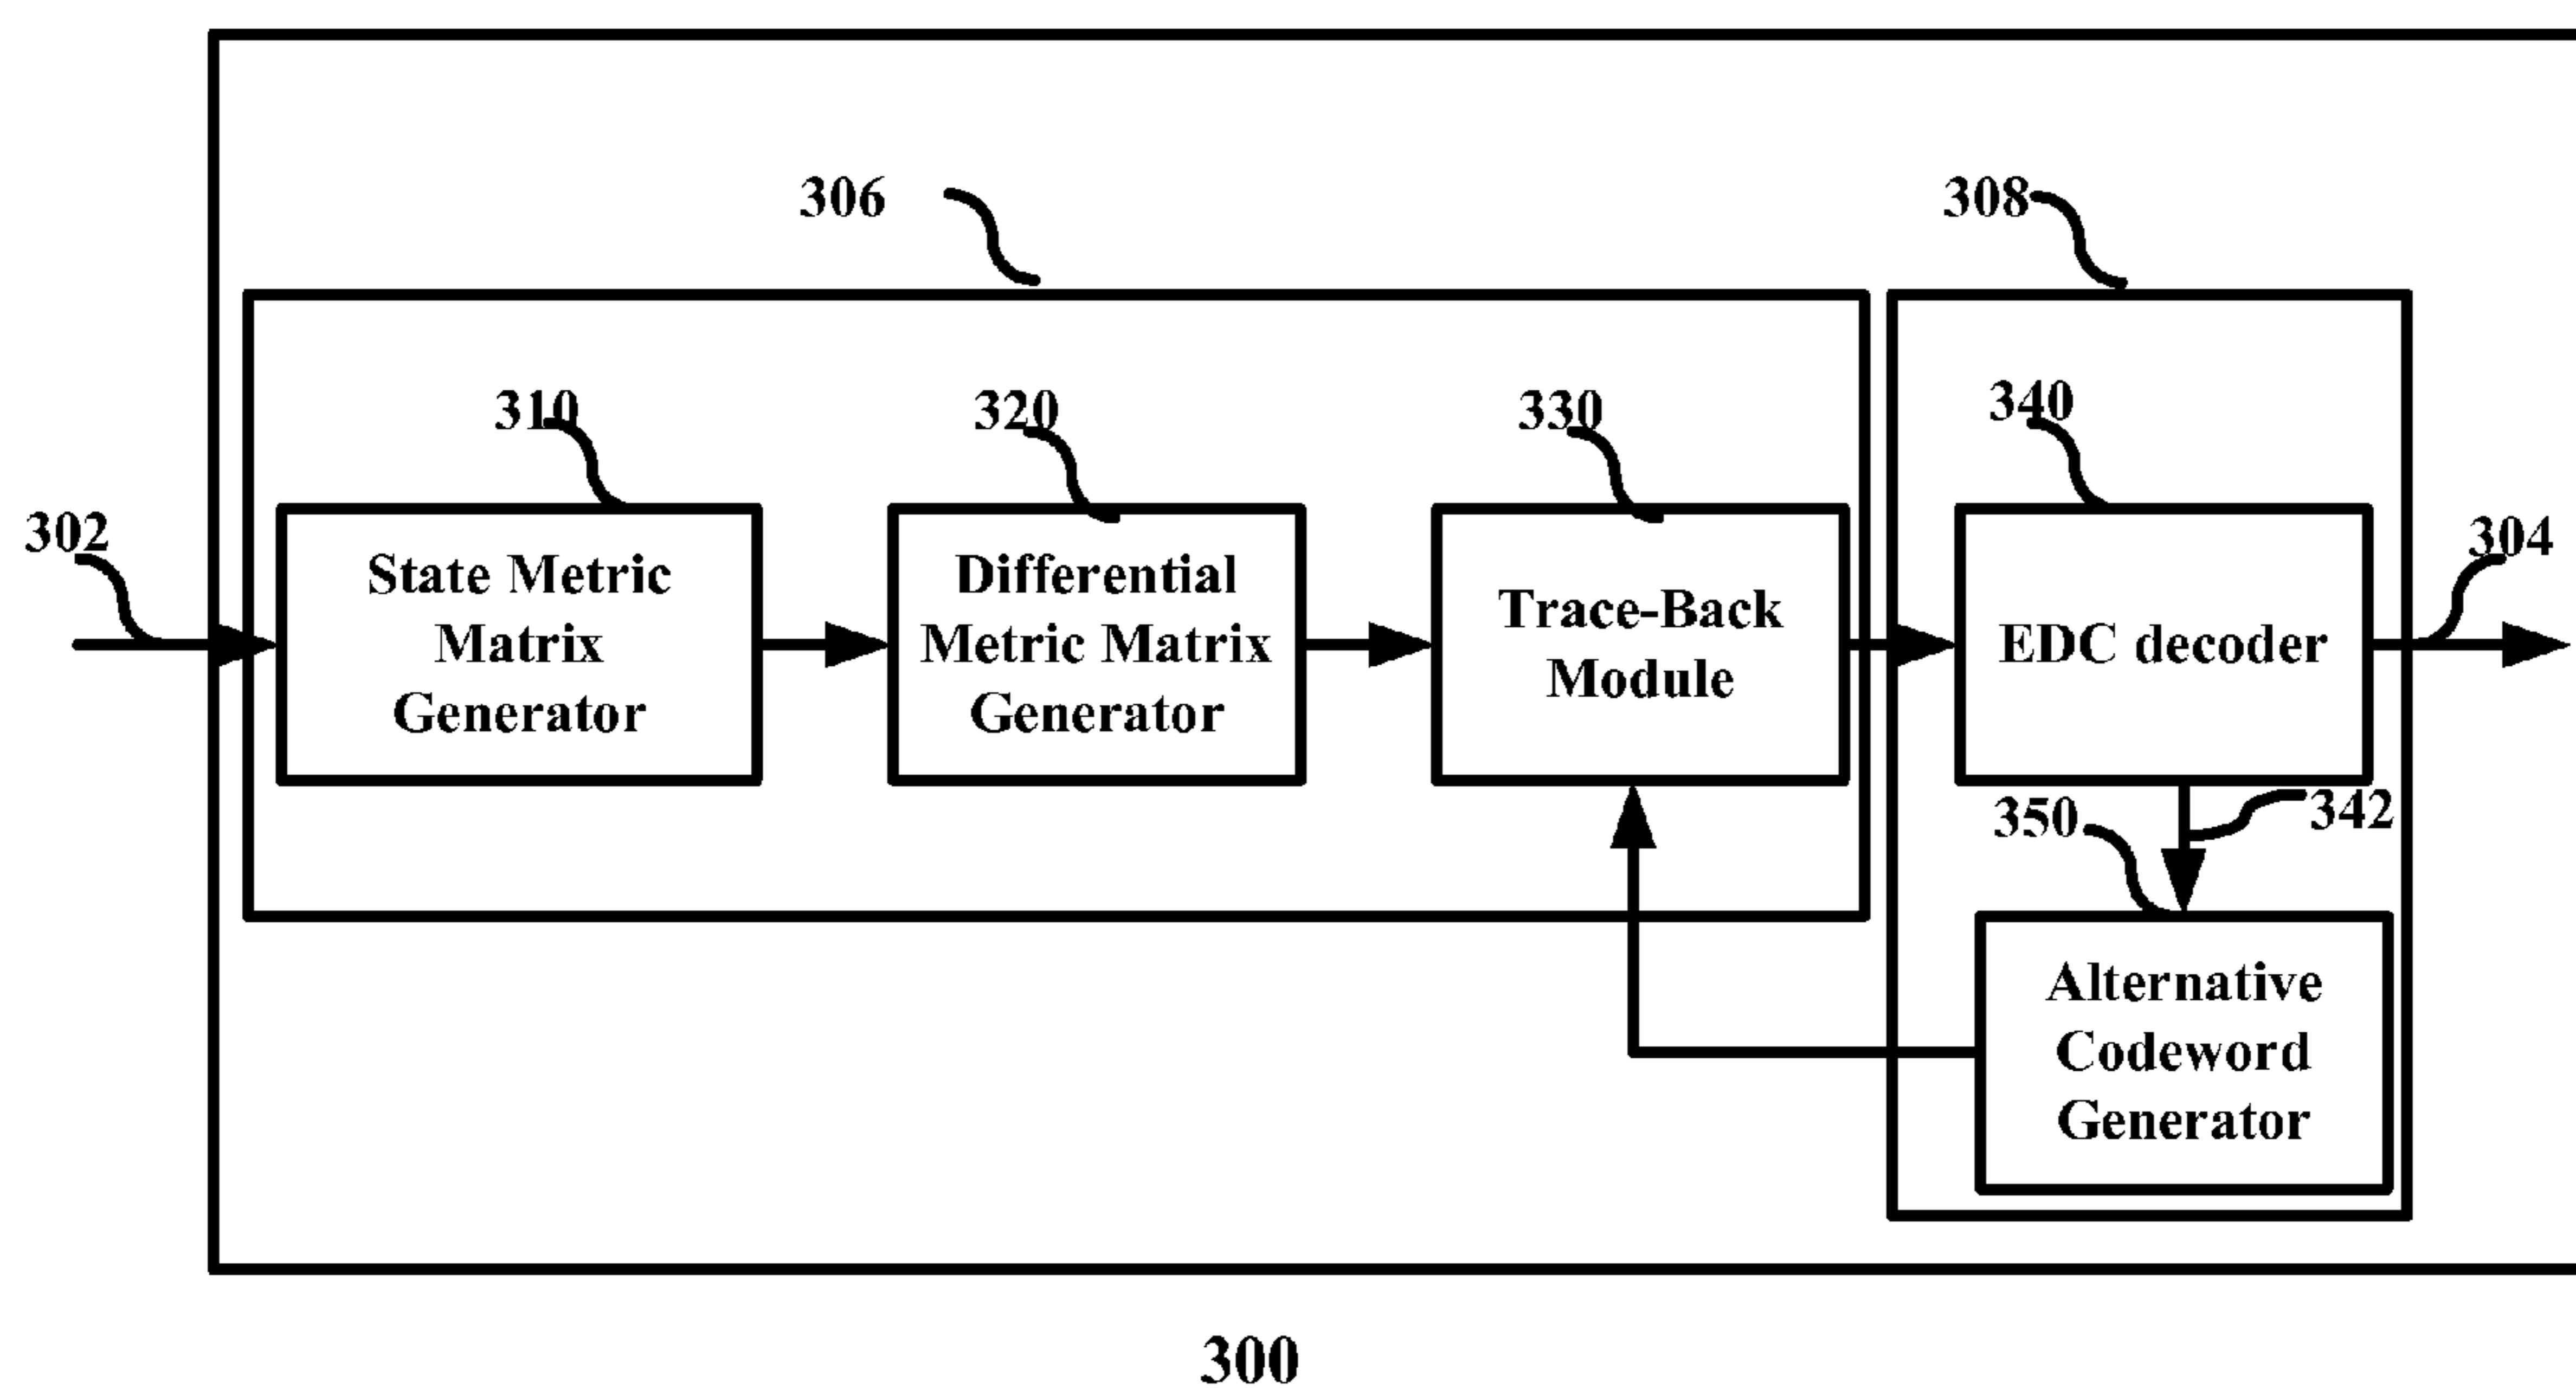 306
308
310
320
330
340
302
304
State Metric
Matrix
Generator
Differential
Metric Matrix
Generator
Trace-Back
Module
EDC decoder
350
342
Alternative
Codeword
Generator
300